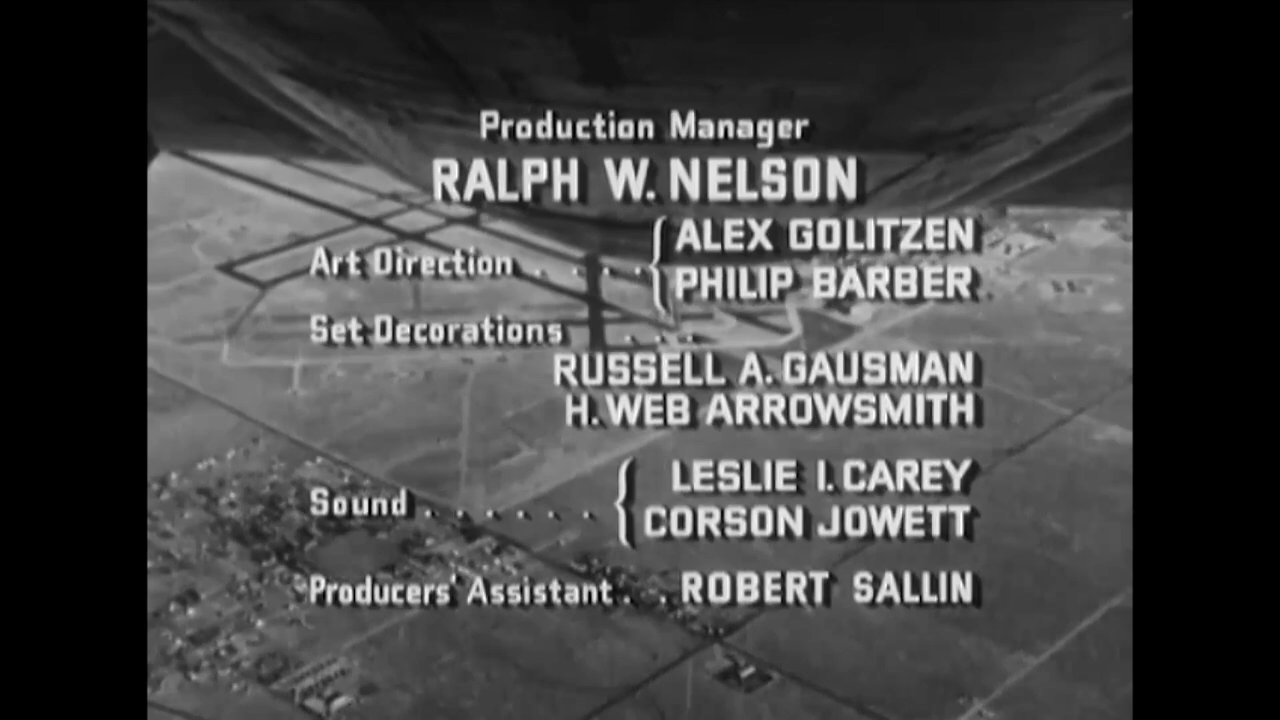 Production Manager
RALPH W. NELSON
Art Direction . . . . { ALEX GOLITZEN
PHILIP BARBER
Set Decorations . . .
RUSSELL A. GAUSMAN
H. WEB ARROWSMITH
Sound . . . . . . { LESLIE I. CAREY
CORSON JOWETT
Producers' Assistant . . ROBERT SALLIN